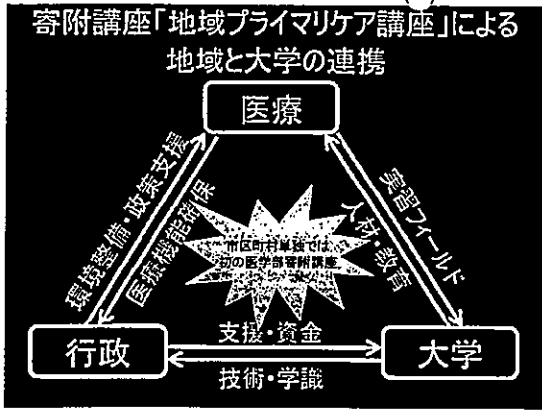 寄附講座「地域プライマリケア講座」による
地域と大学の連携
医療
環境整備・政策支援
医療機能確保
実習フィールド
人材・教育
市区町村単独では
初の医学部寄附講座
行政
支援・資金
技術・学識
大学